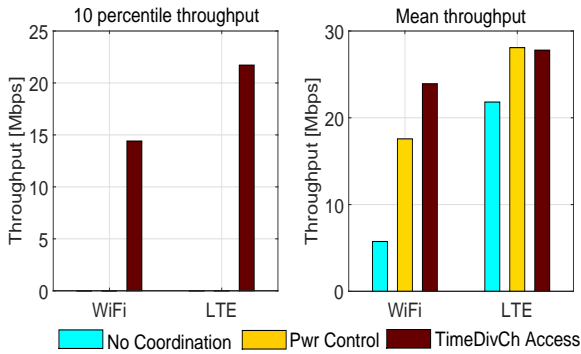 10 percentile throughput
Throughput [Mbps]
25
20
15
10
5
0
WiFi LTE
Mean throughput
Throughput [Mbps]
30
20
10
0
WiFi LTE
No Coordination Pwr Control TimeDivCh Access